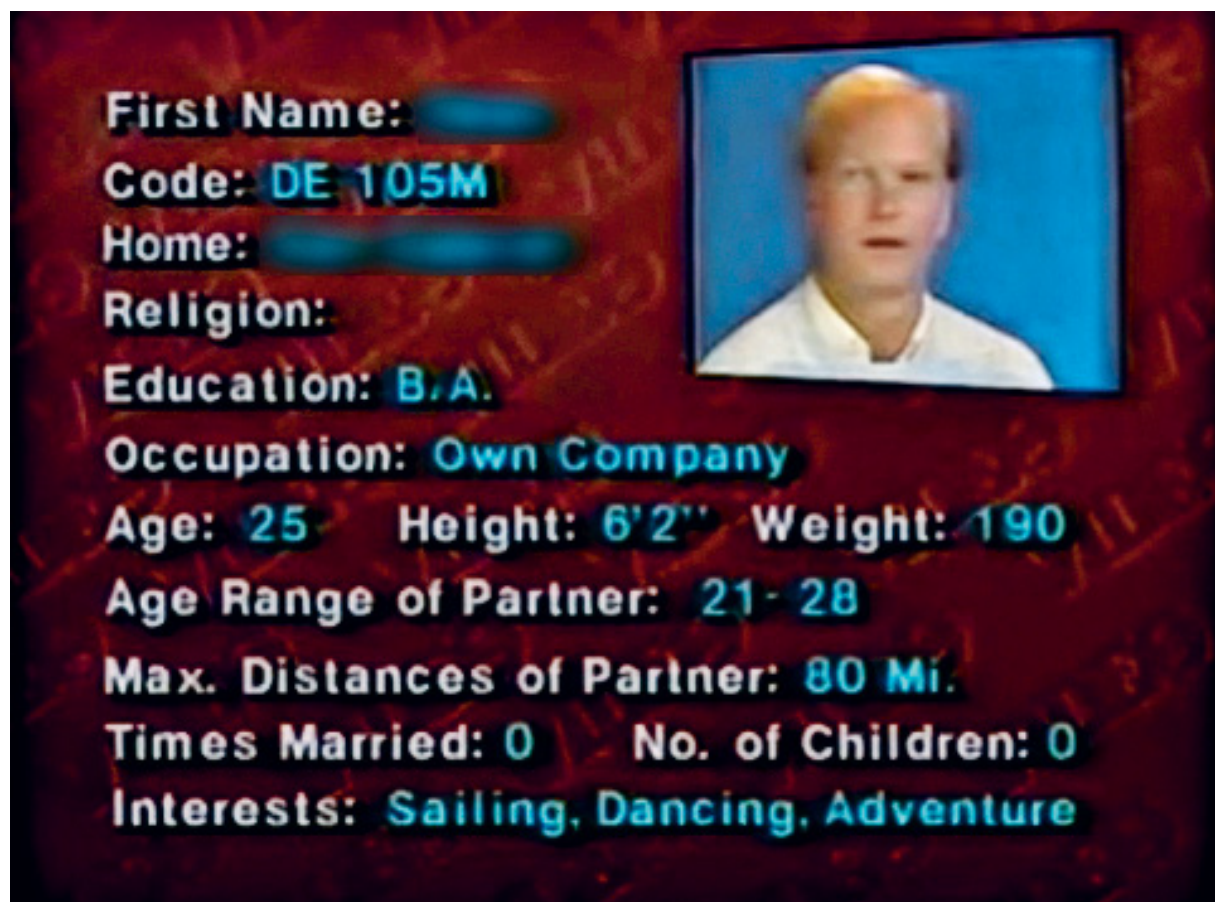 First Name:
Code: DE 105M
Home:
Religion:
Education: B.A.
Occupation: Own Company
Age: 25 Height: 6'2'' Weight: 190
Age Range of Partner: 21- 28
Max. Distances of Partner: 80 Mi.
Times Married: 0 No. of Children: 0
Interests: Sailing, Dancing, Adventure